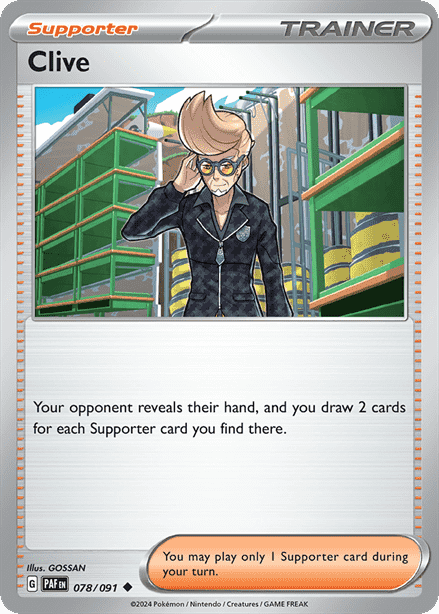 Supporter
TRAINER
Clive
Your opponent reveals their hand, and you draw 2 cards
for each Supporter card you find there.
Illus. GOSSAN
You may play only 1 Supporter card during
your turn.
G PAF EN 078/091
©2024 Pokémon / Nintendo / Creatures / GAME FREAK